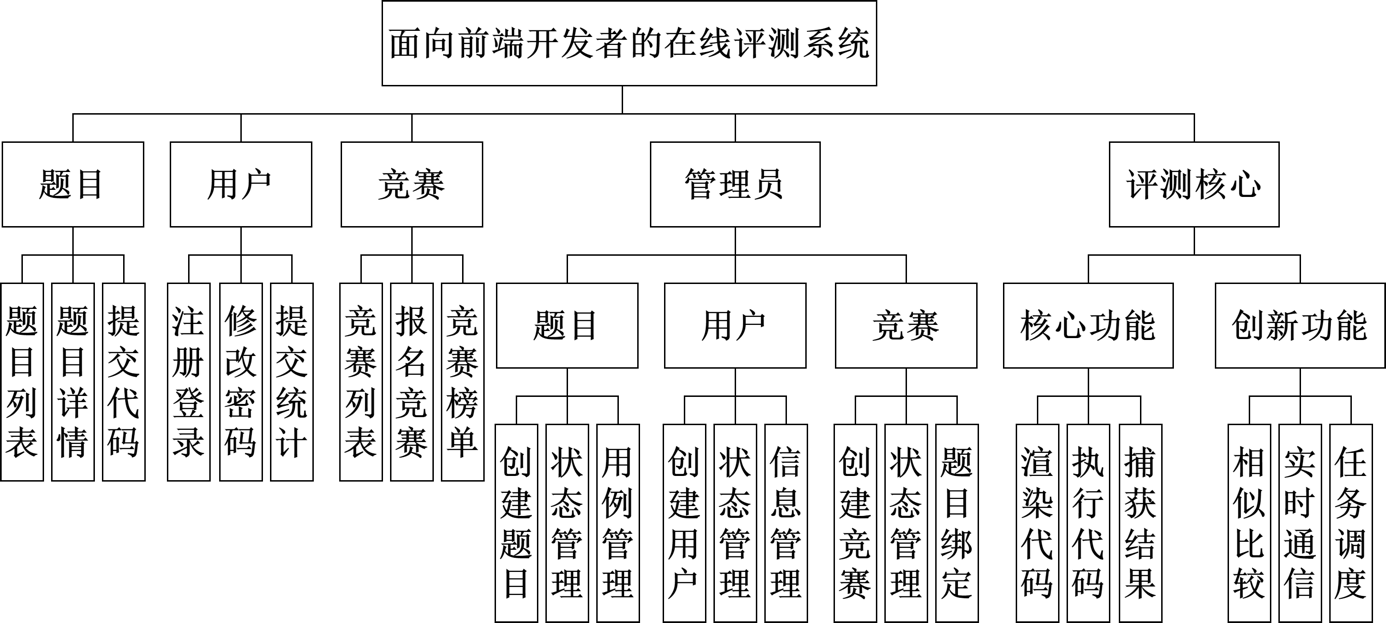 面向前端开发者的在线评测系统
题目
用户
竞赛
管理员
评测核心
题目列表
题目详情
提交代码
注册登录
修改密码
提交统计
竞赛列表
报名竞赛
竞赛榜单
题目
用户
竞赛
核心功能
创新功能
创建题目
状态管理
用例管理
创建用户
状态管理
信息管理
创建竞赛
状态管理
题目绑定
渲染代码
执行代码
捕获结果
相似比较
实时通信
任务调度